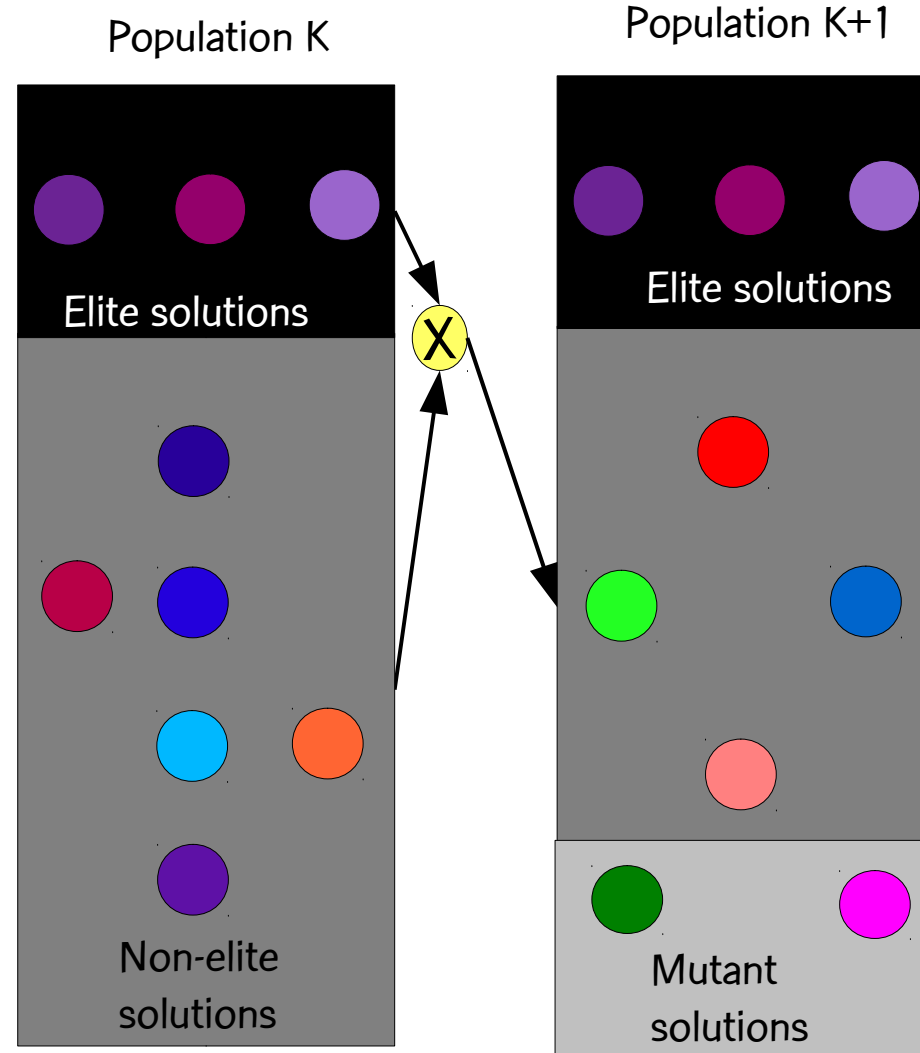 Population K
Population K+1
Elite solutions
Elite solutions
X
Non-elite
solutions
Mutant
solutions